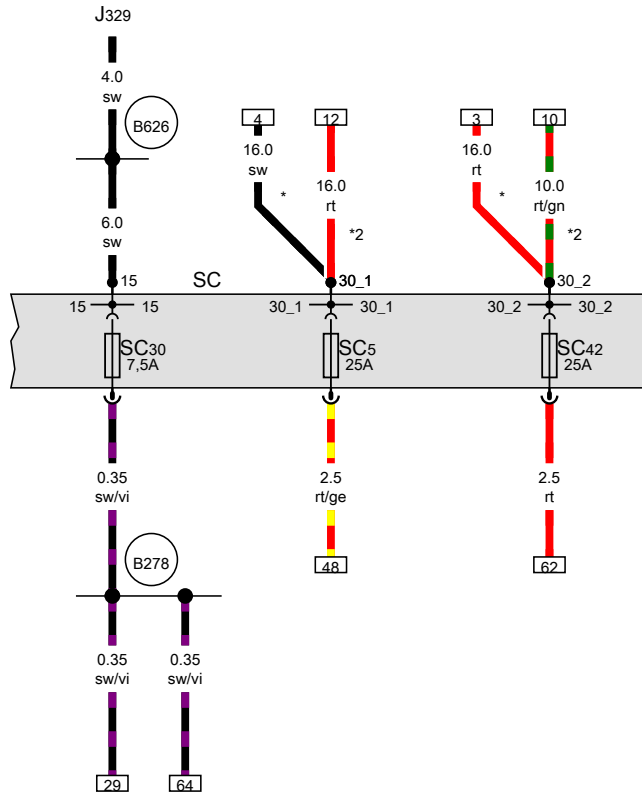 J329
4.0
sw
B626
4
12
3
10
16.0
sw
*
16.0
rt
*2
16.0
rt
*
10.0
rt/gn
*2
6.0
sw
15
SC
30_1
30_2
15
15
30_1
30_1
30_2
30_2
SC30
7,5A
SC5
25A
SC42
25A
0.35
sw/vi
2.5
rt/ge
2.5
rt
B278
48
62
0.35
sw/vi
0.35
sw/vi
29
64